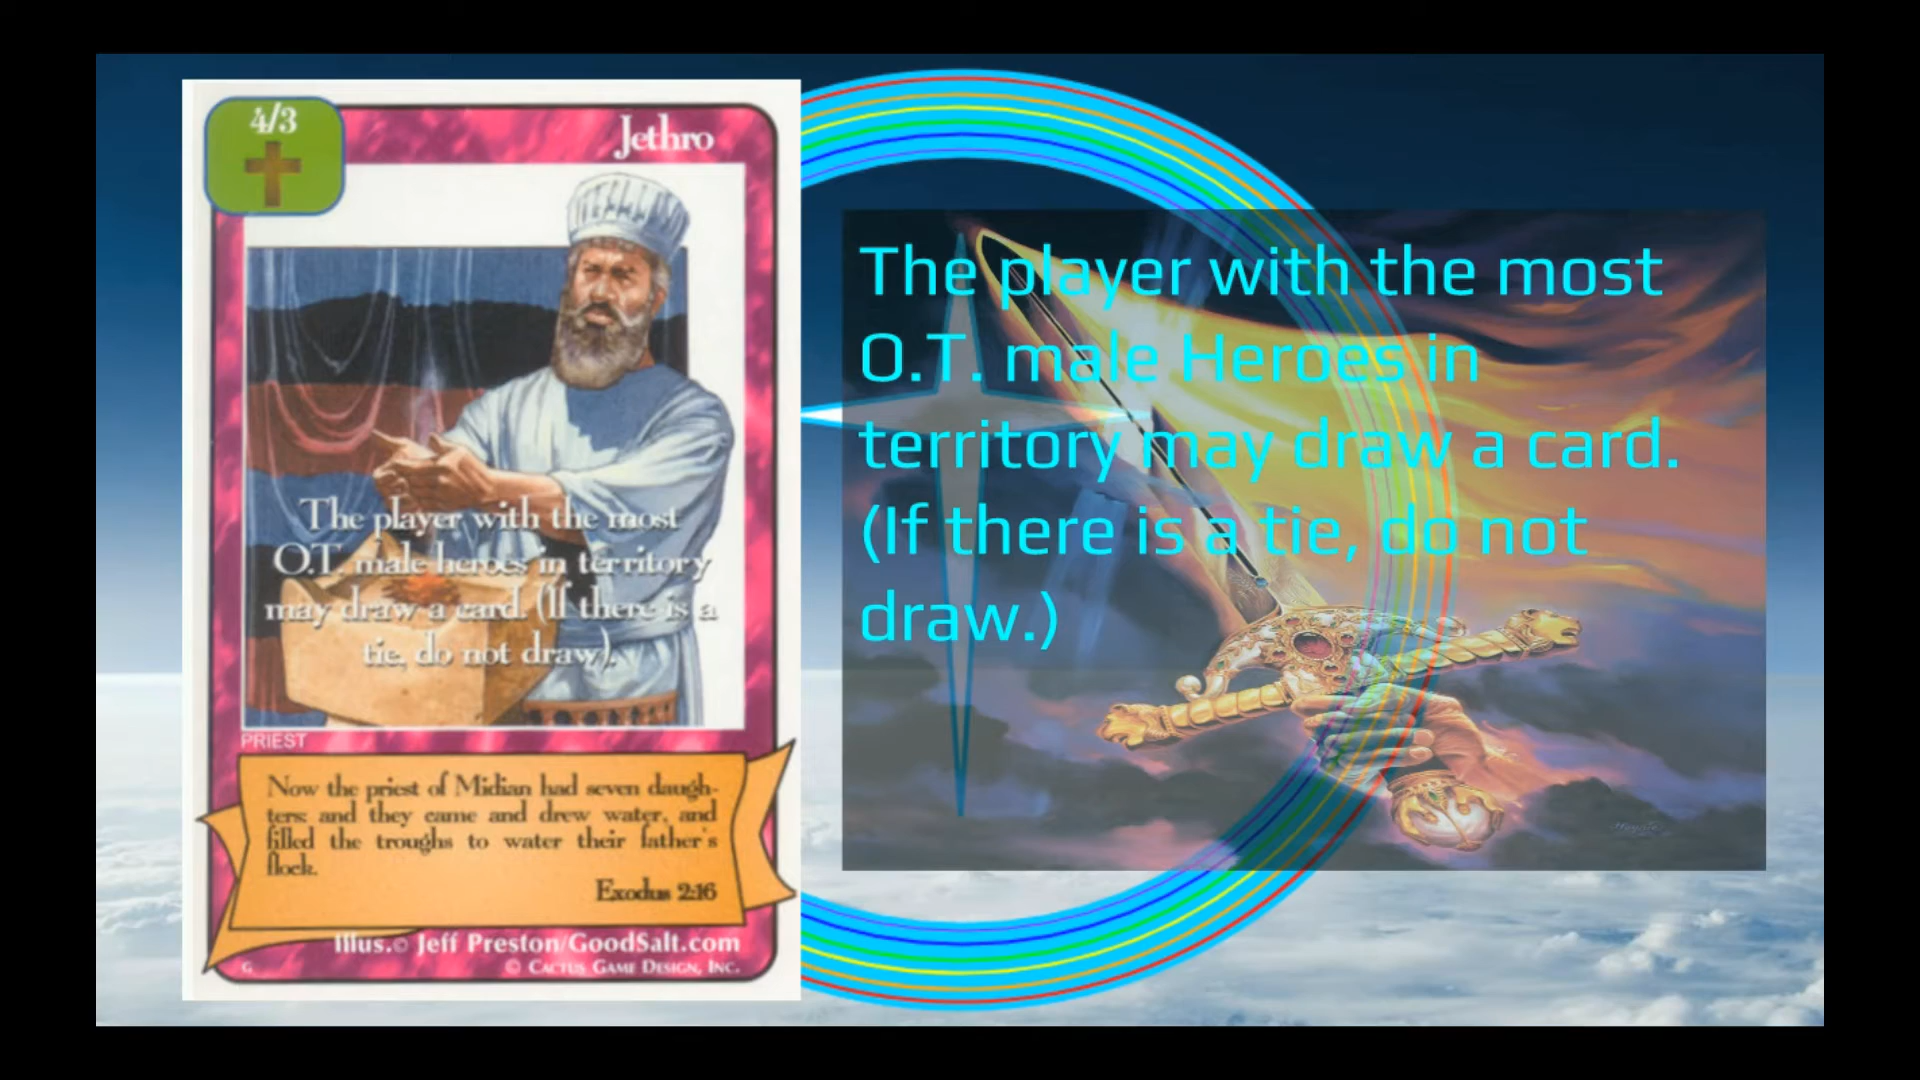 4/3
Jethro
The player with the most
O.T. male heroes in territory
may draw a card. (If there is a
tie, do not draw).
PRIEST
Now the priest of Midian had seven daugh-
ters: and they came and drew water, and
filled the troughs to water their father's
flock.
Exodus 2:16
Illus.© Jeff Preston/GoodSalt.com
G
© Cactus Game Design, Inc.
The player with the most
O.T. male Heroes in
territory may draw a card.
(If there is a tie, do not
draw.)